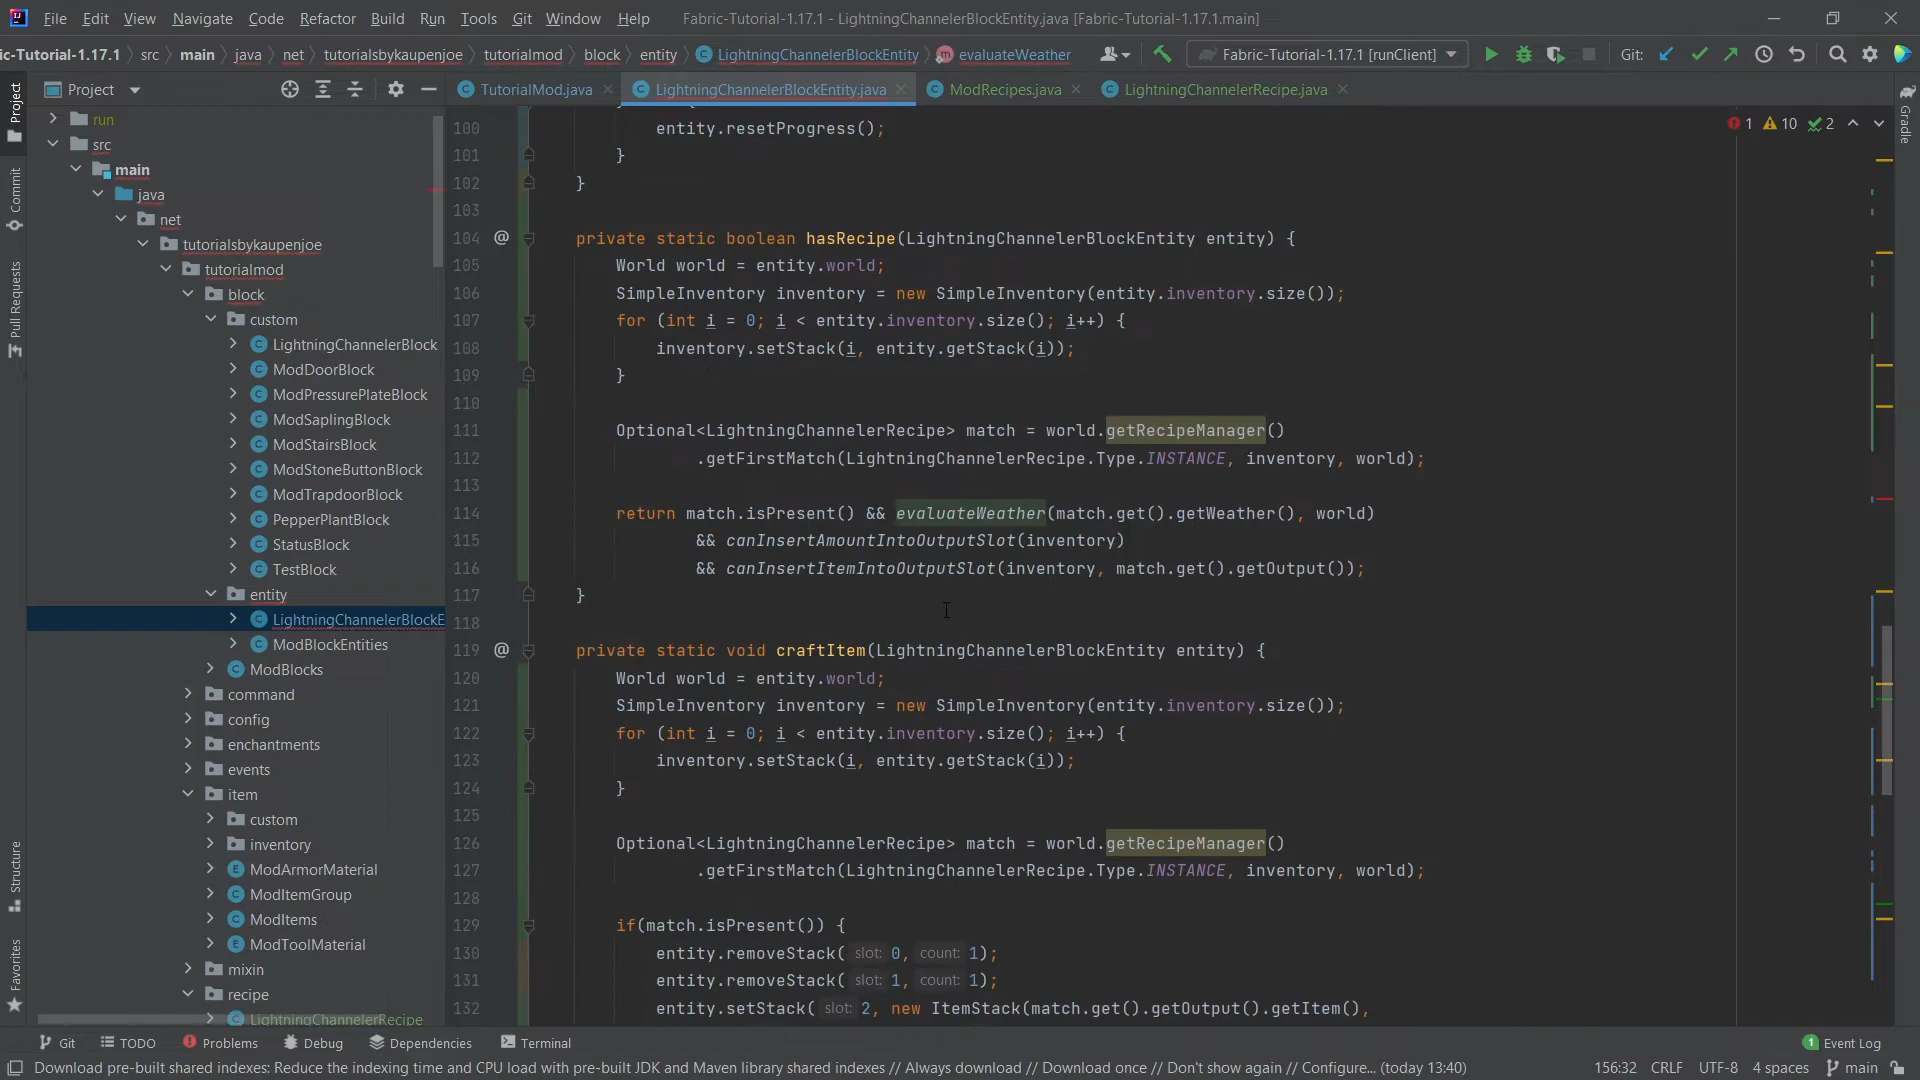 File Edit View Navigate Code Refactor Build Run Tools Git Window Help Fabric-Tutorial-1.17.1 - LightningChannelerBlockEntity.java [Fabric-Tutorial-1.17.1.main]
ic-Tutorial-1.17.1 src main java net tutorialsbykaupenjoe tutorialmod block entity LightningChannelerBlockEntity evaluateWeather Fabric-Tutorial-1.17.1 [runClient] Git:
Project TutorialMod.java LightningChannelerBlockEntity.java ModRecipes.java LightningChannelerRecipe.java
Project
Commit
Pull Requests
Structure
Favorites
Gradle
run
src
main
java
net
tutorialsbykaupenjoe
tutorialmod
block
custom
LightningChannelerBlock
ModDoorBlock
ModPressurePlateBlock
ModSaplingBlock
ModStairsBlock
ModStoneButtonBlock
ModTrapdoorBlock
PepperPlantBlock
StatusBlock
TestBlock
entity
LightningChannelerBlockE
ModBlockEntities
ModBlocks
command
config
enchantments
events
item
custom
inventory
ModArmorMaterial
ModItemGroup
ModItems
ModToolMaterial
mixin
recipe
LightningChannelerRecipe
1 10 2
100 entity.resetProgress();
101 }
102 }
103
104 @ private static boolean hasRecipe(LightningChannelerBlockEntity entity) {
105 World world = entity.world;
106 SimpleInventory inventory = new SimpleInventory(entity.inventory.size());
107 for (int i = 0; i < entity.inventory.size(); i++) {
108 inventory.setStack(i, entity.getStack(i));
109 }
110
111 Optional<LightningChannelerRecipe> match = world.getRecipeManager()
112 .getFirstMatch(LightningChannelerRecipe.Type.INSTANCE, inventory, world);
113
114 return match.isPresent() && evaluateWeather(match.get().getWeather(), world)
115 && canInsertAmountIntoOutputSlot(inventory)
116 && canInsertItemIntoOutputSlot(inventory, match.get().getOutput());
117 }
118
119 @ private static void craftItem(LightningChannelerBlockEntity entity) {
120 World world = entity.world;
121 SimpleInventory inventory = new SimpleInventory(entity.inventory.size());
122 for (int i = 0; i < entity.inventory.size(); i++) {
123 inventory.setStack(i, entity.getStack(i));
124 }
125
126 Optional<LightningChannelerRecipe> match = world.getRecipeManager()
127 .getFirstMatch(LightningChannelerRecipe.Type.INSTANCE, inventory, world);
128
129 if(match.isPresent()) {
130 entity.removeStack( slot: 0, count: 1);
131 entity.removeStack( slot: 1, count: 1);
132 entity.setStack( slot: 2, new ItemStack(match.get().getOutput().getItem(),
Git TODO Problems Debug Dependencies Terminal 1 Event Log
Download pre-built shared indexes: Reduce the indexing time and CPU load with pre-built JDK and Maven library shared indexes // Always download // Download once // Don't show again // Configure... (today 13:40) 156:32 CRLF UTF-8 4 spaces main